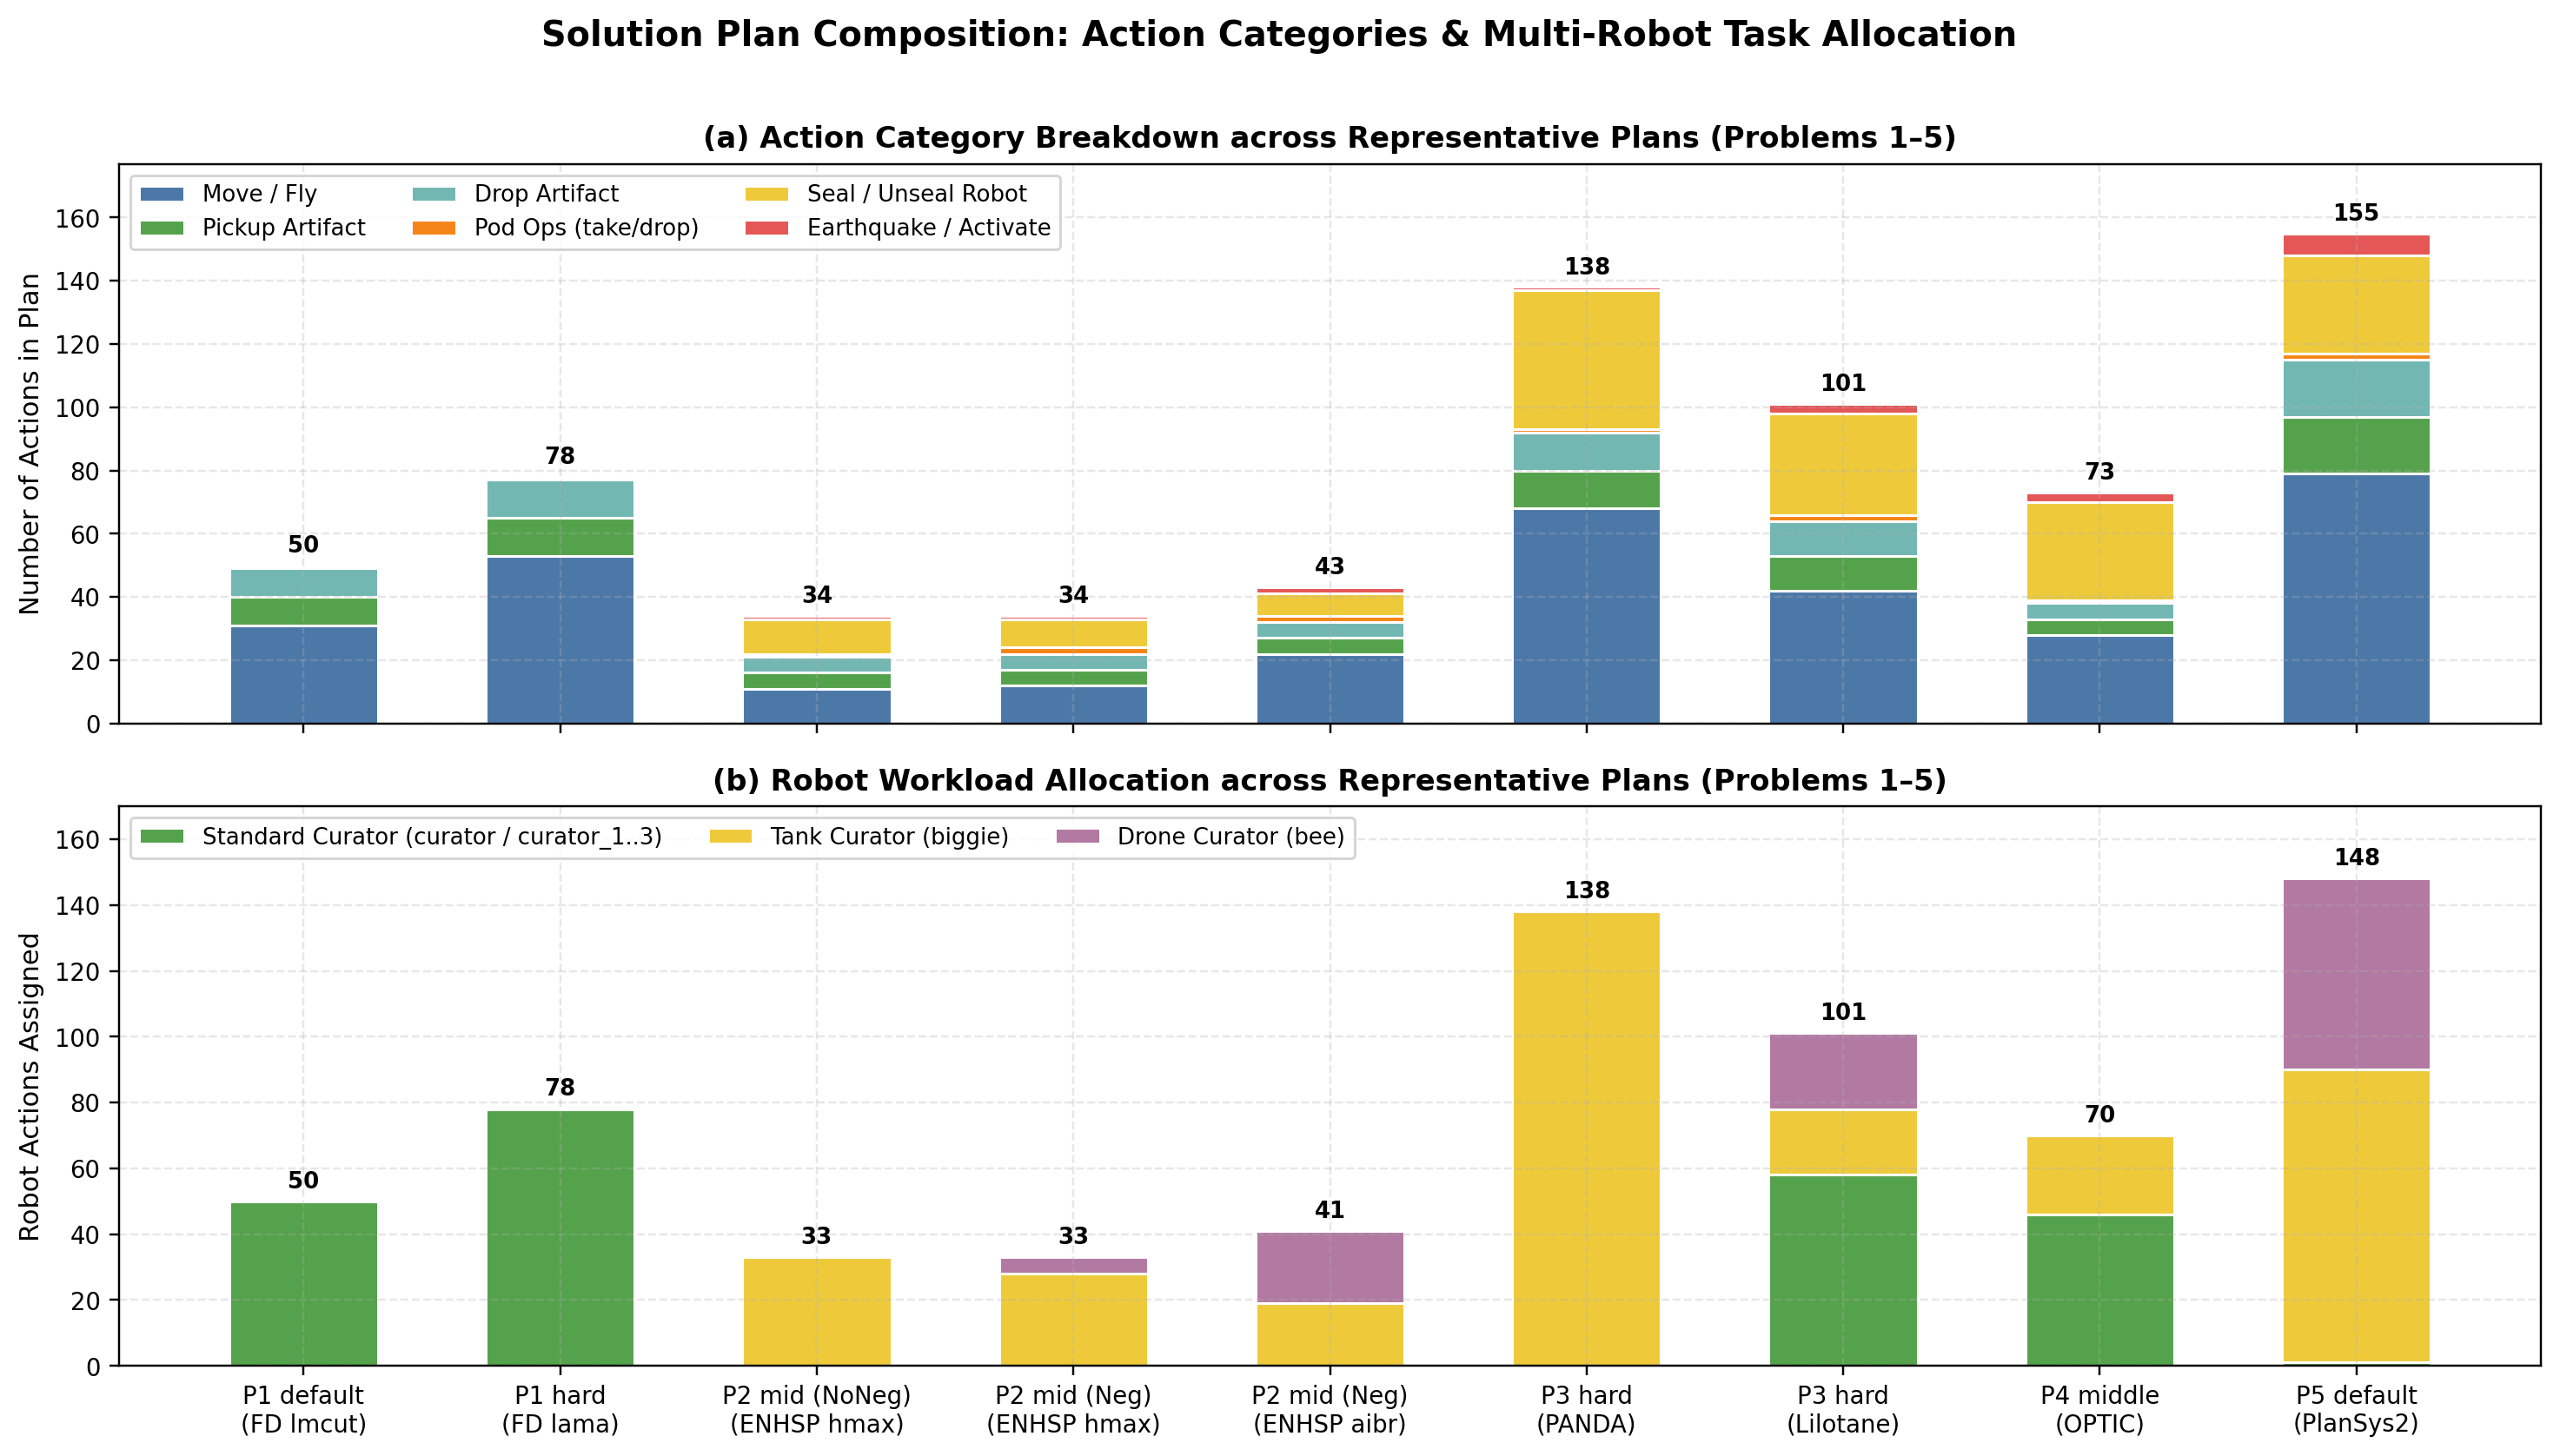 Solution Plan Composition: Action Categories & Multi-Robot Task Allocation
(a) Action Category Breakdown across Representative Plans (Problems 1–5)
Move / Fly
Pickup Artifact
Drop Artifact
Pod Ops (take/drop)
Seal / Unseal Robot
Earthquake / Activate
Number of Actions in Plan
160
140
120
100
80
60
40
20
0
50
78
34
34
43
138
101
73
155
(b) Robot Workload Allocation across Representative Plans (Problems 1–5)
Standard Curator (curator / curator_1..3)
Tank Curator (biggie)
Drone Curator (bee)
Robot Actions Assigned
160
140
120
100
80
60
40
20
0
50
78
33
33
41
138
101
70
148
P1 default
(FD lmcut)
P1 hard
(FD lama)
P2 mid (NoNeg)
(ENHSP hmax)
P2 mid (Neg)
(ENHSP hmax)
P2 mid (Neg)
(ENHSP aibr)
P3 hard
(PANDA)
P3 hard
(Lilotane)
P4 middle
(OPTIC)
P5 default
(PlanSys2)